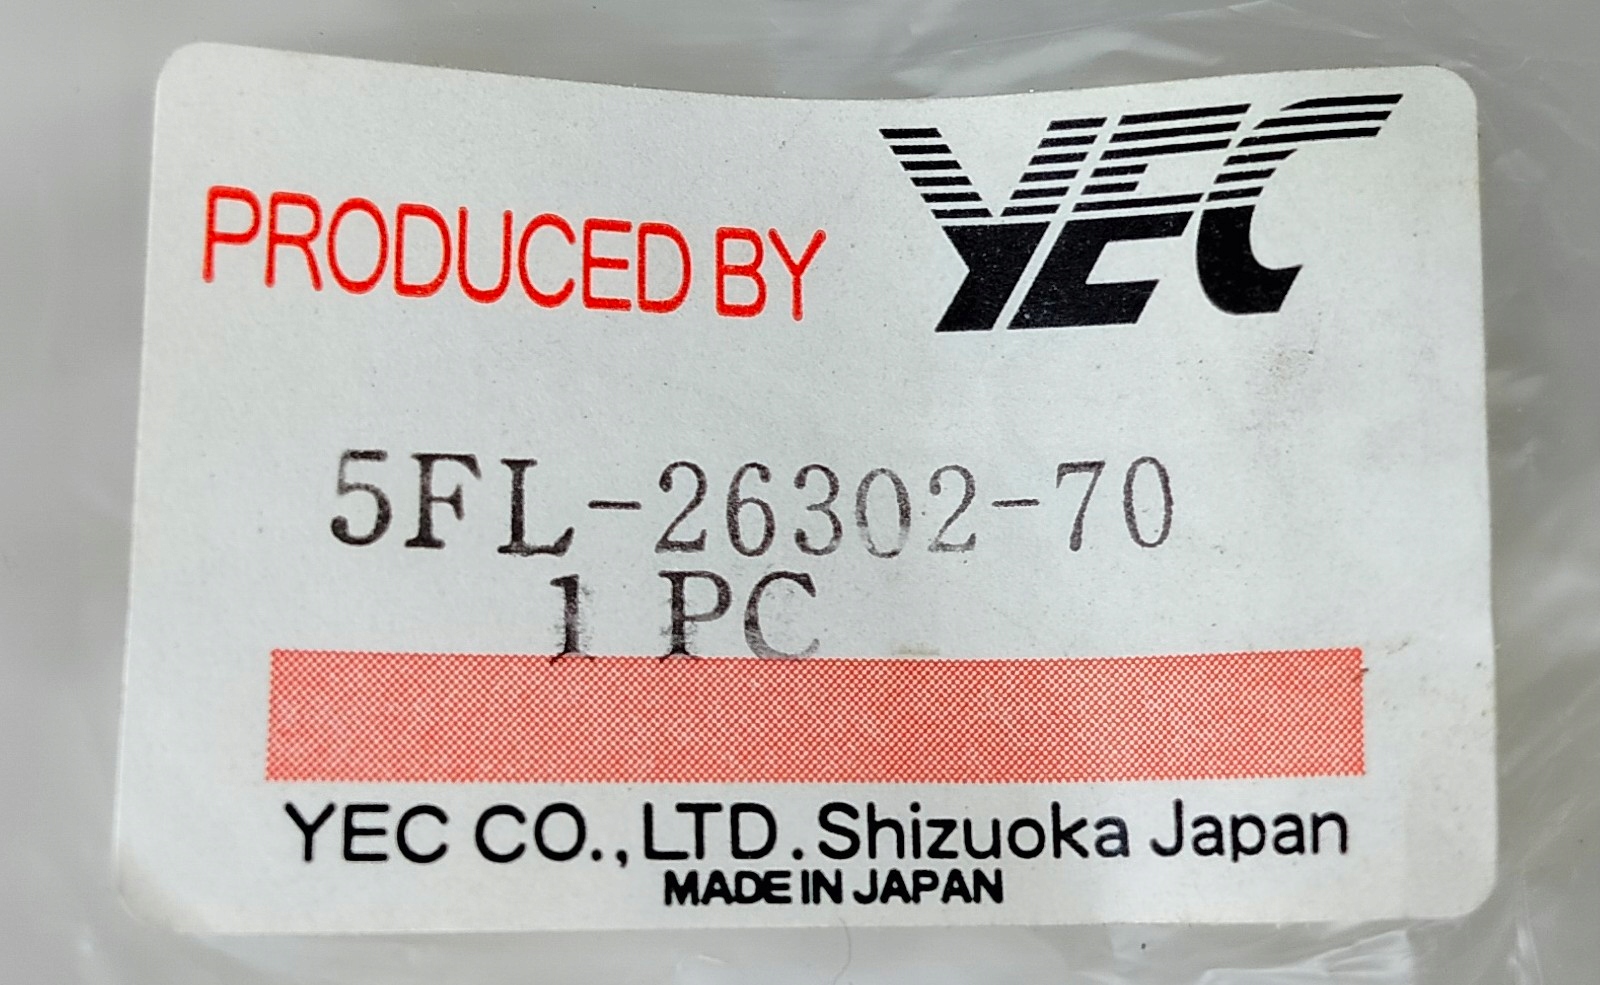 PRODUCED BY YEC
5FL-26302-70
1 PC
YEC CO.,LTD. Shizuoka Japan
MADE IN JAPAN